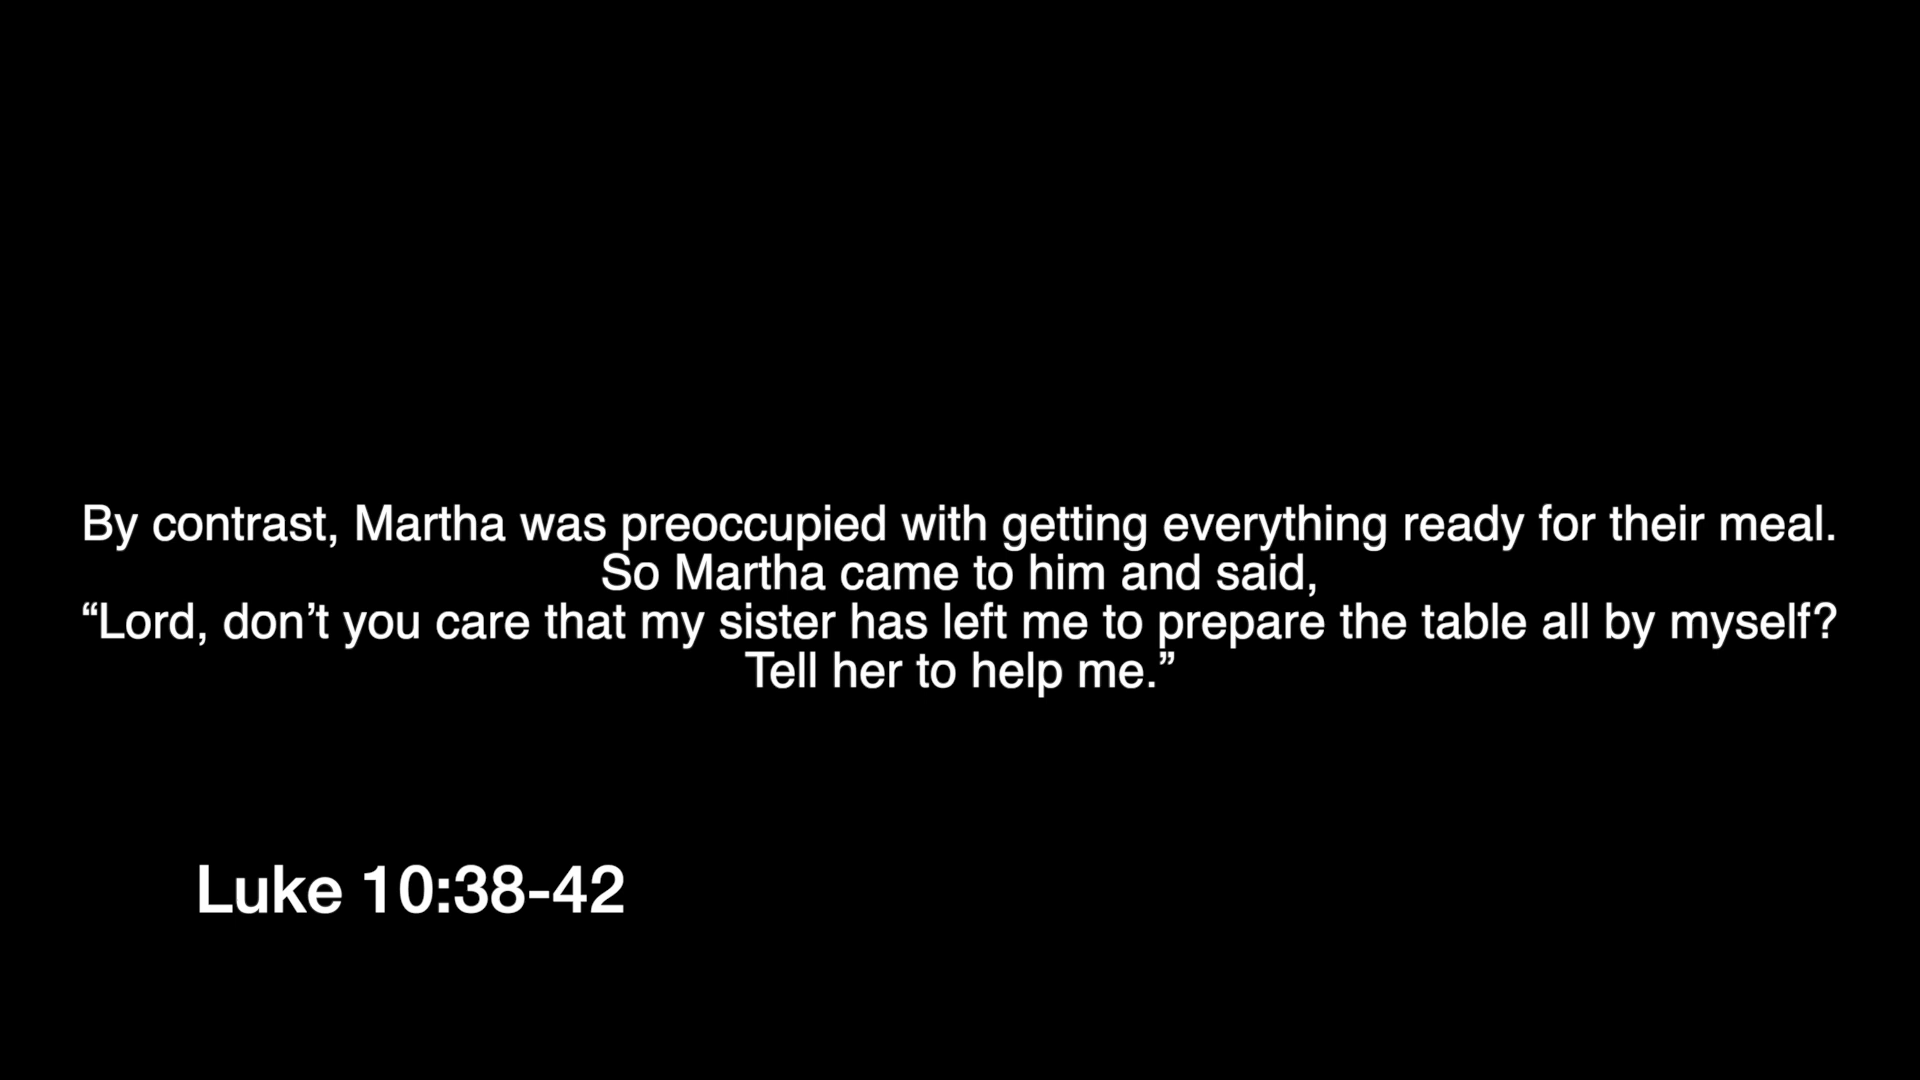 By contrast, Martha was preoccupied with getting everything ready for their meal.
So Martha came to him and said,
“Lord, don’t you care that my sister has left me to prepare the table all by myself?
Tell her to help me.”
Luke 10:38-42